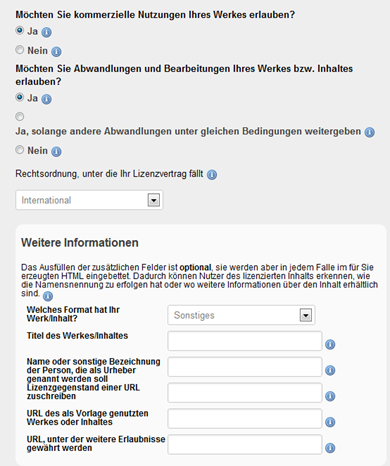 Möchten Sie kommerzielle Nutzungen Ihres Werkes erlauben?
Ja
Nein
Möchten Sie Abwandlungen und Bearbeitungen Ihres Werkes bzw. Inhaltes
erlauben?
Ja
Ja, solange andere Abwandlungen unter gleichen Bedingungen weitergeben
Nein
Rechtsordnung, unter die Ihr Lizenzvertrag fällt
International
Weitere Informationen
Das Ausfüllen der zusätzlichen Felder ist optional, sie werden aber in jedem Falle im für Sie
erzeugten HTML eingebettet. Dadurch können Nutzer des lizenzierten Inhalts erkennen, wie
die Namensnennung zu erfolgen hat oder wo weitere Informationen über den Inhalt erhältlich
sind.
Welches Format hat Ihr
Werk/Inhalt?
Sonstiges
Titel des Werkes/Inhaltes
Name oder sonstige Bezeichnung
der Person, die als Urheber
genannt werden soll
Lizenzgegenstand einer URL
zuschreiben
URL des als Vorlage genutzten
Werkes oder Inhaltes
URL, unter der weitere Erlaubnisse
gewährt werden